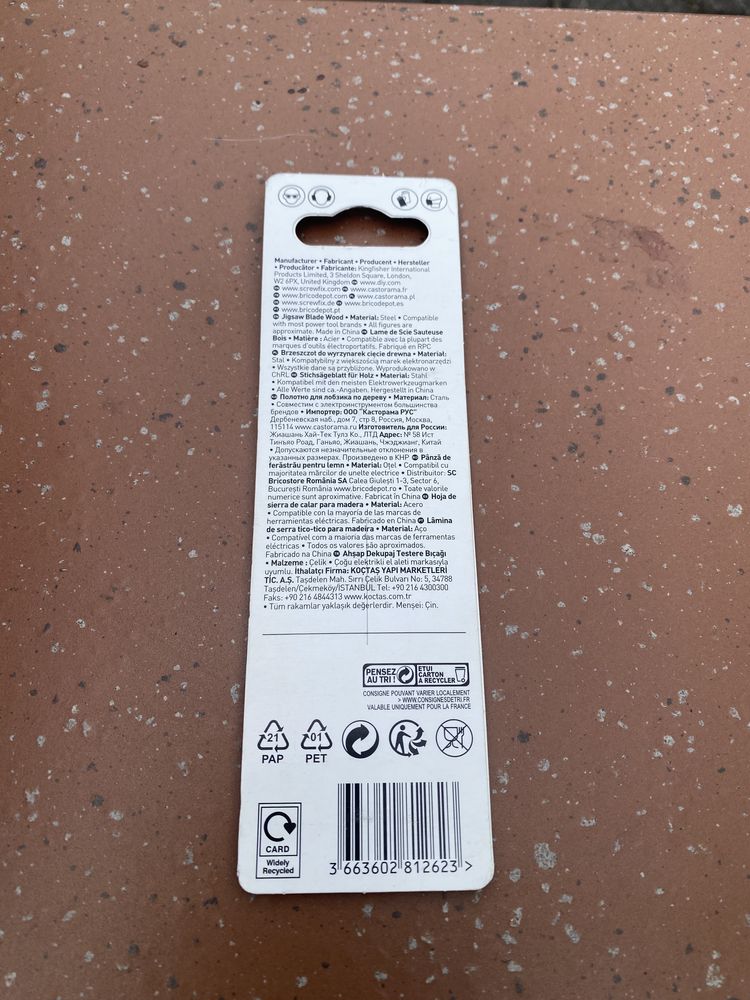 Manufacturer • Fabricant • Producent • Hersteller
• Producător • Fabricante: Kingfisher International
Products Limited, 3 Sheldon Square, London,
W2 6PX, United Kingdom www.diy.com
www.screwfix.com www.castorama.fr
www.bricodepot.com www.castorama.pl
www.screwfix.de www.bricodepot.es
www.bricodepot.pt
Jigsaw Blade Wood • Material: Steel • Compatible
with most power tool brands • All figures are
approximate. Made in China Lame de Scie Sauteuse
Bois • Matière : Acier • Compatible avec la plupart des
marques d'outils électroportatifs. Fabriqué en RPC
Brzeszczot do wyrzynarek cięcie drewna • Materiał:
Stal • Kompatybilny z większością marek elektronarzędzi
• Wszystkie dane są przybliżone. Wyprodukowano w
ChRL Stichsägeblatt für Holz • Material: Stahl
• Kompatibel mit den meisten Elektrowerkzeugmarken
• Alle Werte sind ca.-Angaben. Hergestellt in China
Полотно для лобзика по дереву • Материал: Сталь
• Совместим с электроинструментом большинства
брендов • Импортер: ООО "Касторама РУС"
Дербеневская наб., дом 7, стр 8, Россия, Москва,
115114 www.castorama.ru Изготовитель для России:
Жиашань Хай-Тек Тулз Ко., ЛТД Адрес: № 58 Ист
Тинъяо Роад, Ганьяо, Жиашань, Чжэдзянг, Китай
• Допускаются незначительные отклонения в
указанных размерах. Произведено в КНР Pânză de
ferăstrău pentru lemn • Material: Oțel • Compatibil cu
majoritatea mărcilor de unelte electrice • Distribuitor: SC
Bricostore România SA Calea Giulești 1-3, Sector 6,
București România www.bricodepot.ro • Toate valorile
numerice sunt aproximative. Fabricat în China Hoja de
sierra de calar para madera • Material: Acero
• Compatible con la mayoría de las marcas de
herramientas eléctricas. Fabricado en China Lâmina
de serra tico-tico para madeira • Material: Aço
• Compatível com a maioria das marcas de ferramentas
eléctricas • Todos os valores são aproximados.
Fabricado na China Ahşap Dekupaj Testere Bıçağı
• Malzeme : Çelik • Çoğu elektrikli el aleti markasıyla
uyumlu. İthalatçı Firma: KOÇTAŞ YAPI MARKETLERİ
TİC. A.Ş. Taşdelen Mah. Sırrı Çelik Bulvarı No: 5, 34788
Taşdelen/Çekmeköy/İSTANBUL Tel: +90 216 4300300
Faks: +90 216 4844313 www.koctas.com.tr
• Tüm rakamlar yaklaşık değerlerdir. Menşei: Çin.
PENSEZ
AU TRI !
ETUI
CARTON
A RECYCLER
CONSIGNE POUVANT VARIER LOCALEMENT
> WWW.CONSIGNESDETRI.FR
VALABLE UNIQUEMENT POUR LA FRANCE
21
PAP
01
PET
CARD
Widely
Recycled
3 663602 812623 >